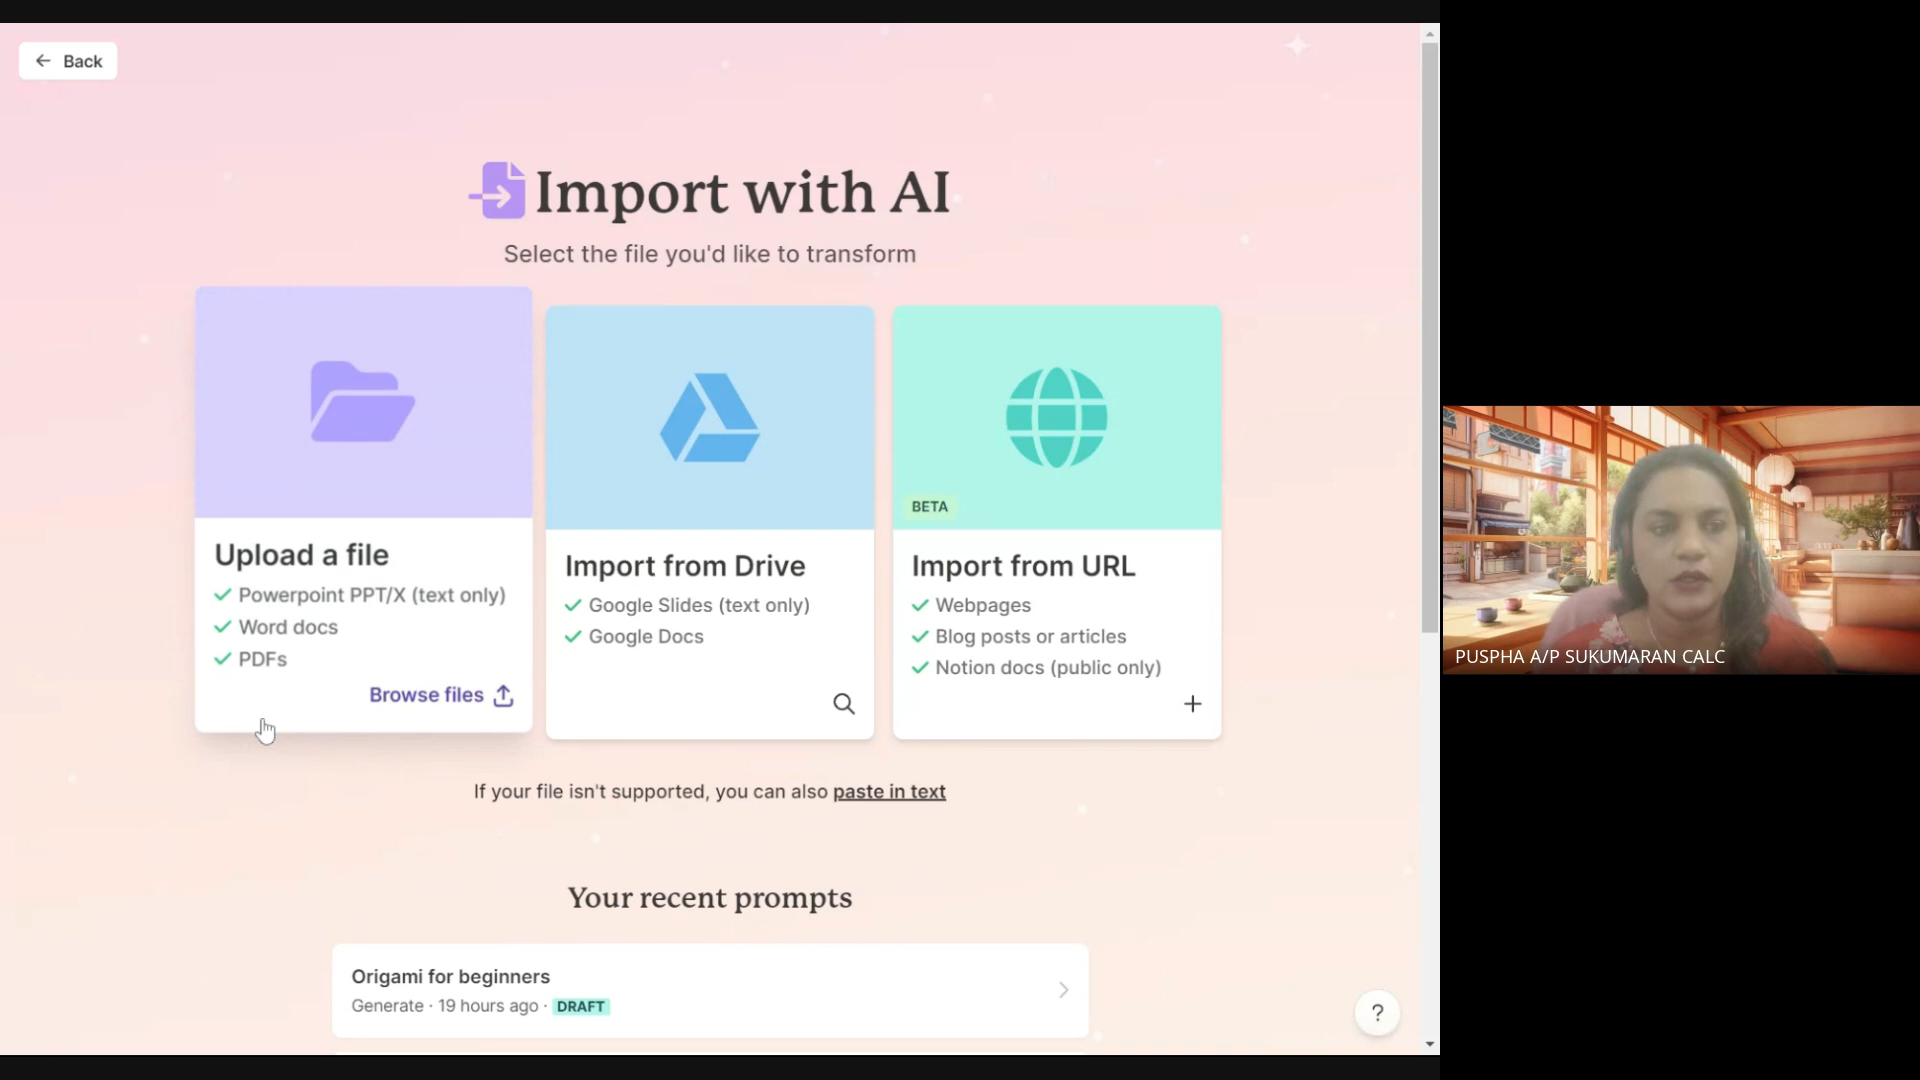 Back
Import with AI
Select the file you'd like to transform
Upload a file
Powerpoint PPT/X (text only)
Word docs
PDFs
Browse files
Import from Drive
Google Slides (text only)
Google Docs
BETA
Import from URL
Webpages
Blog posts or articles
Notion docs (public only)
If your file isn't supported, you can also paste in text
Your recent prompts
Origami for beginners
Generate · 19 hours ago · DRAFT
?
PUSPHA A/P SUKUMARAN CALC